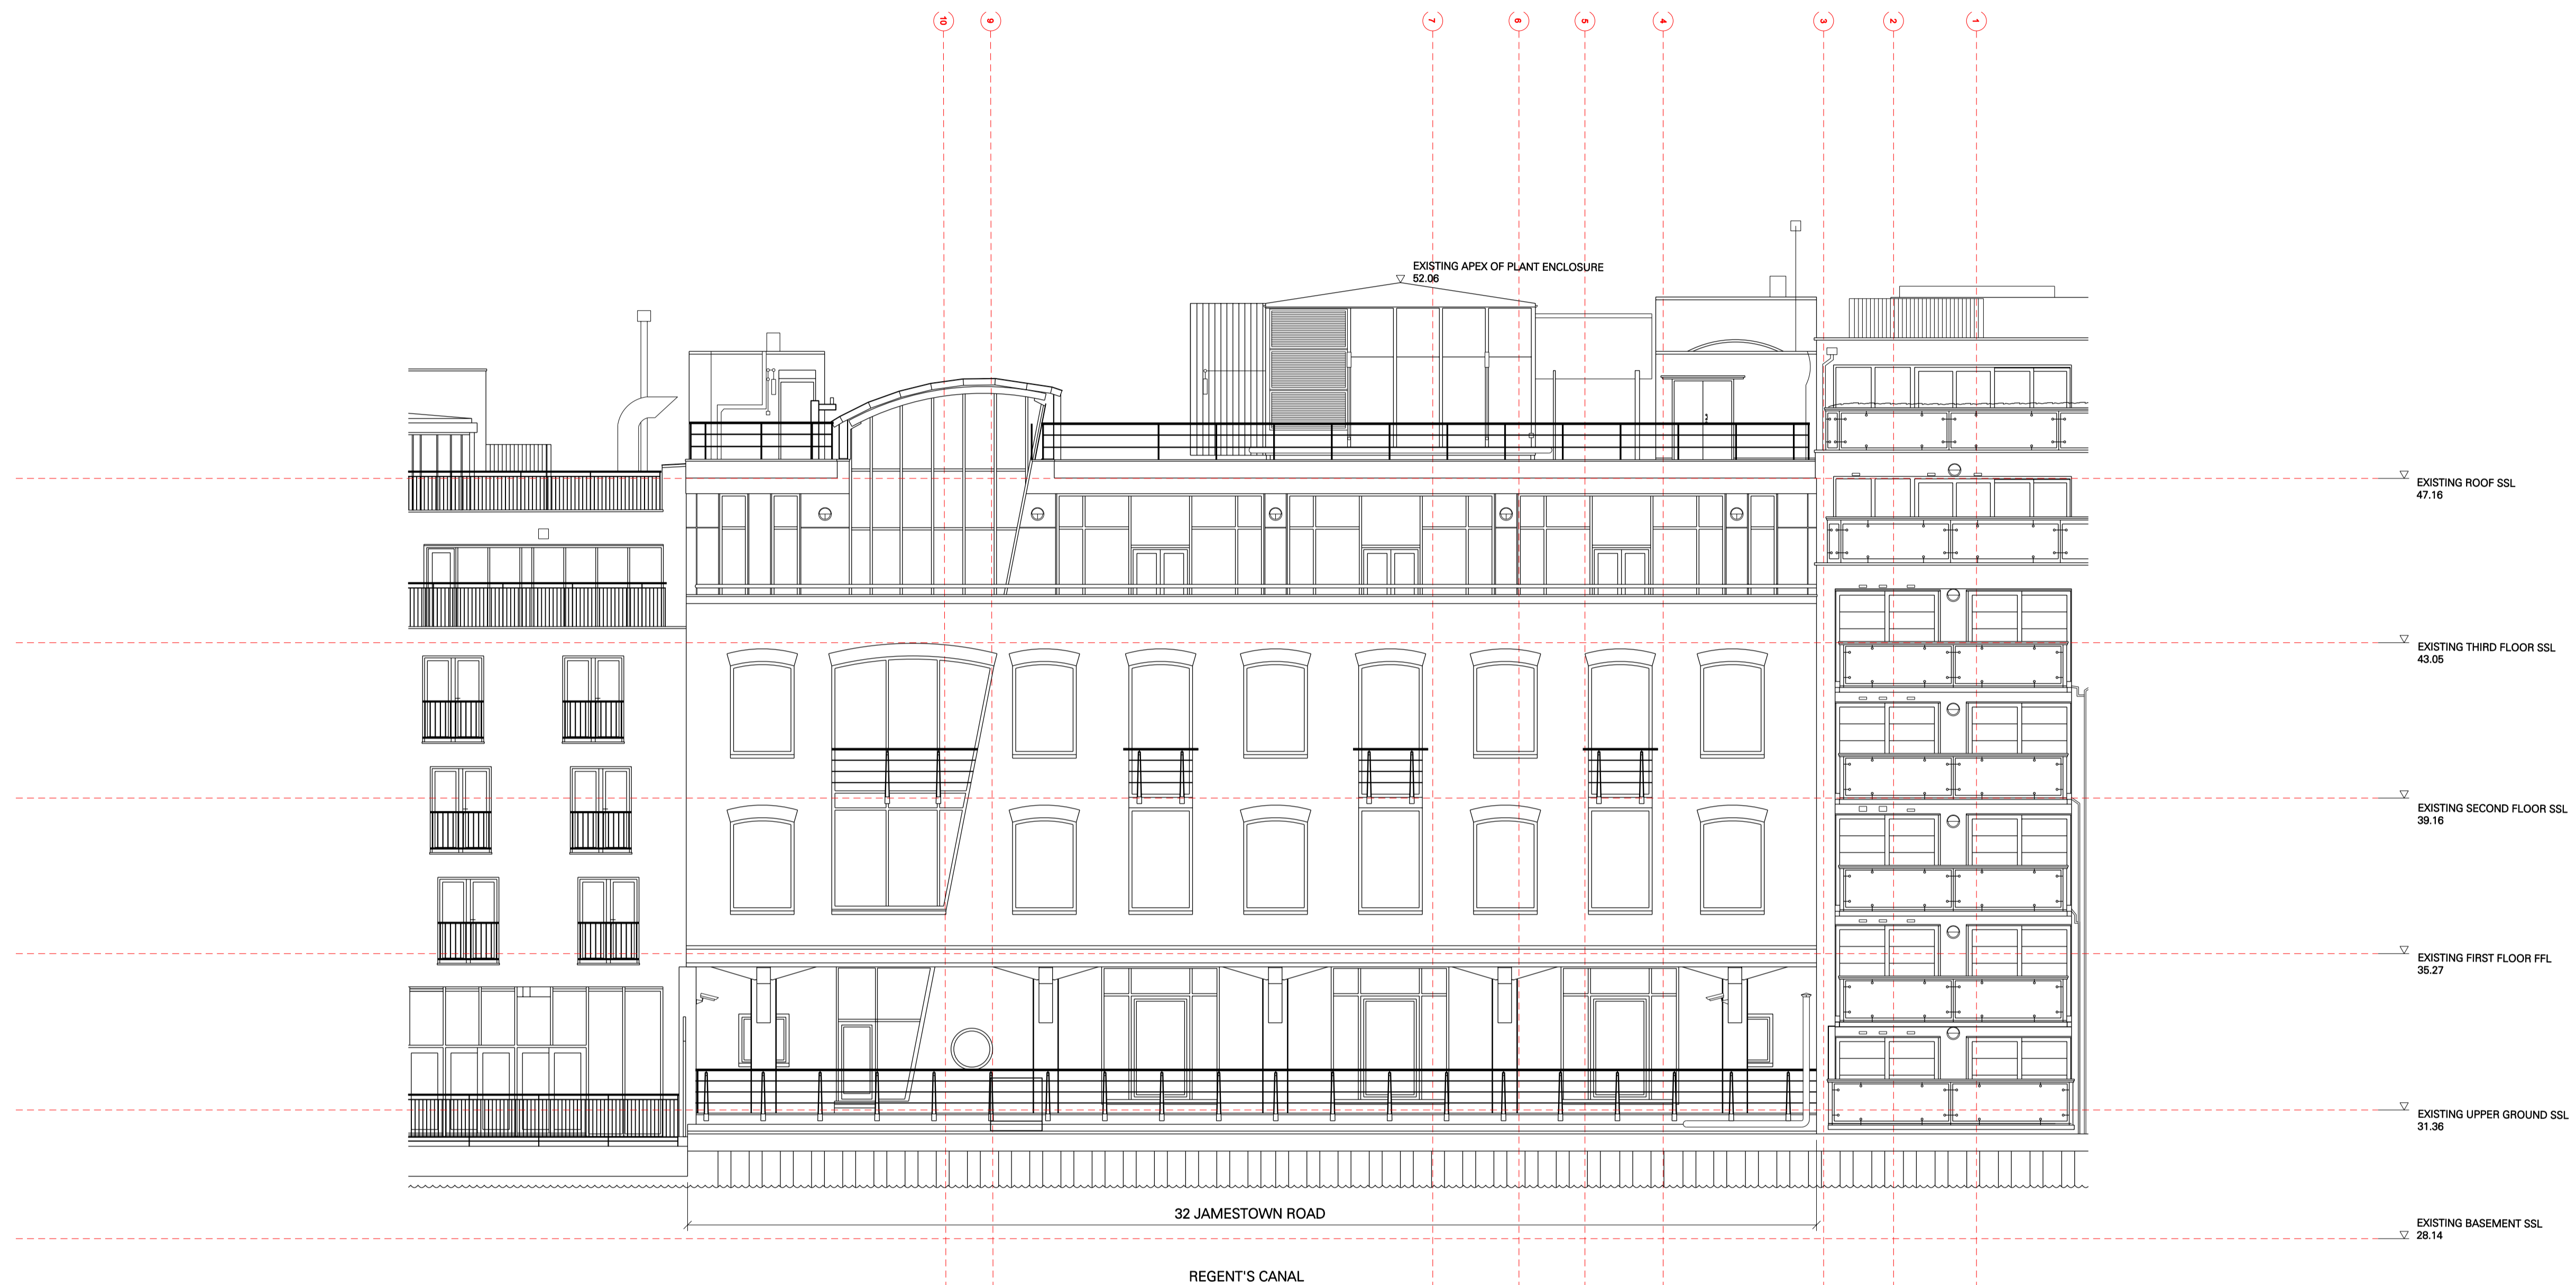 10 9 7 6 5 4 3 2 1
EXISTING APEX OF PLANT ENCLOSURE
52.06
EXISTING ROOF SSL
47.16
EXISTING THIRD FLOOR SSL
43.05
EXISTING SECOND FLOOR SSL
39.16
EXISTING FIRST FLOOR FFL
35.27
EXISTING UPPER GROUND SSL
31.36
32 JAMESTOWN ROAD
EXISTING BASEMENT SSL
28.14
REGENT'S CANAL